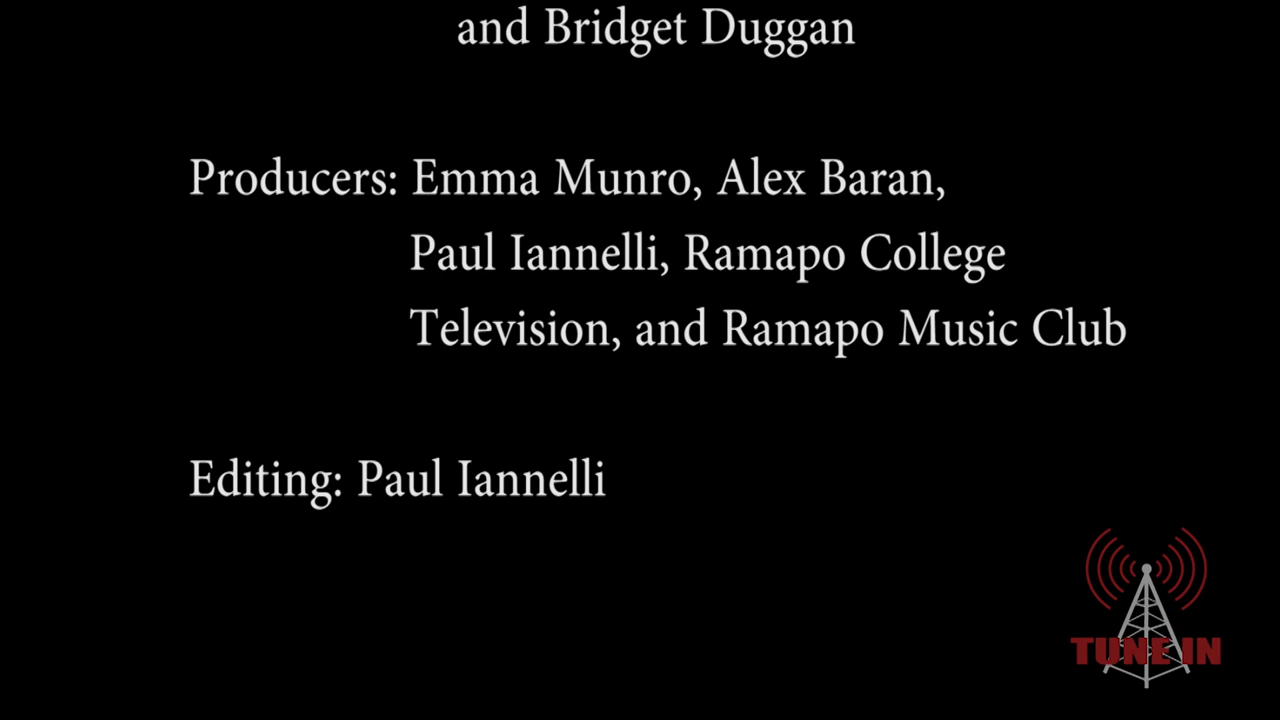 and Bridget Duggan
Producers: Emma Munro, Alex Baran,
Paul Iannelli, Ramapo College
Television, and Ramapo Music Club
Editing: Paul Iannelli
TUNE IN